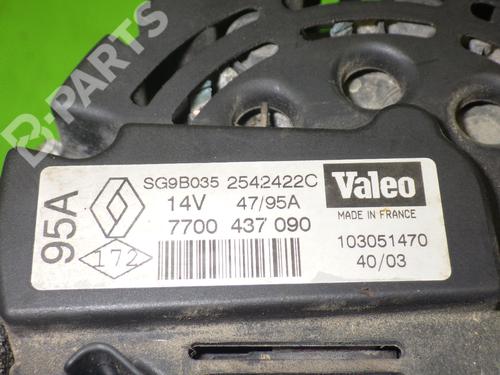 B-PARTS
95A
SG9B035 2542422C
14V 47/95A
7700 437 090
172
Valeo
MADE IN FRANCE
103051470
40/03